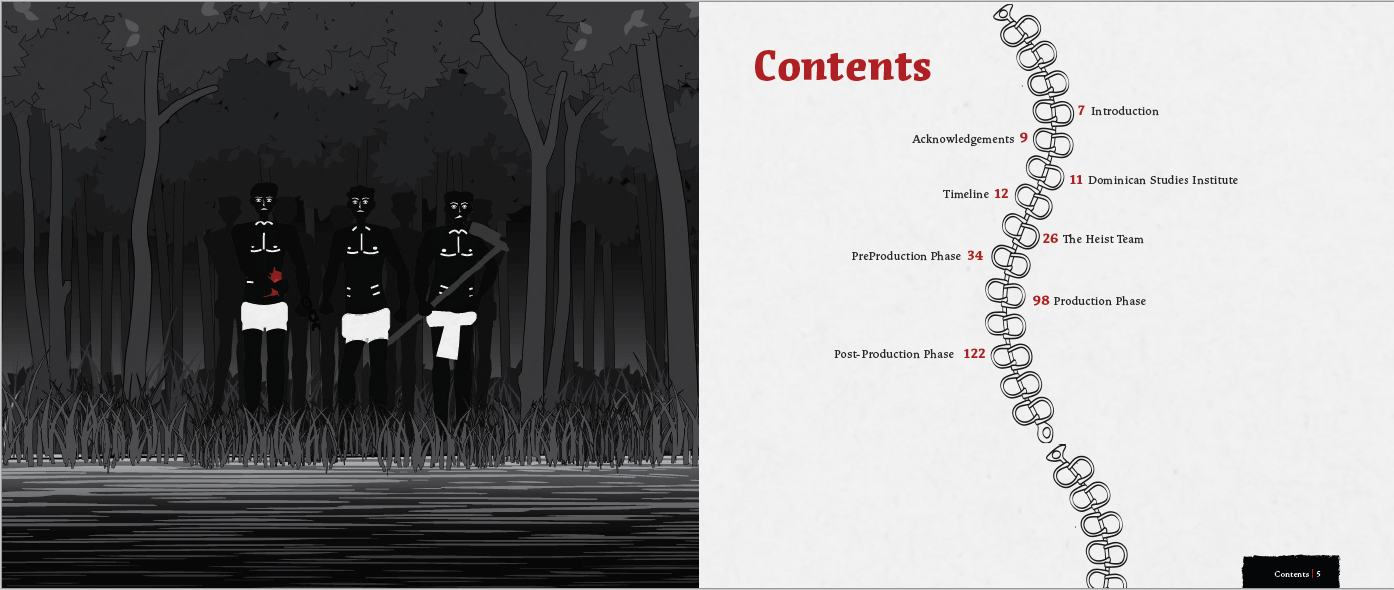 Contents
7 Introduction
Acknowledgements 9
11 Dominican Studies Institute
Timeline 12
26 The Heist Team
PreProduction Phase 34
98 Production Phase
Post-Production Phase 122
Contents | 5